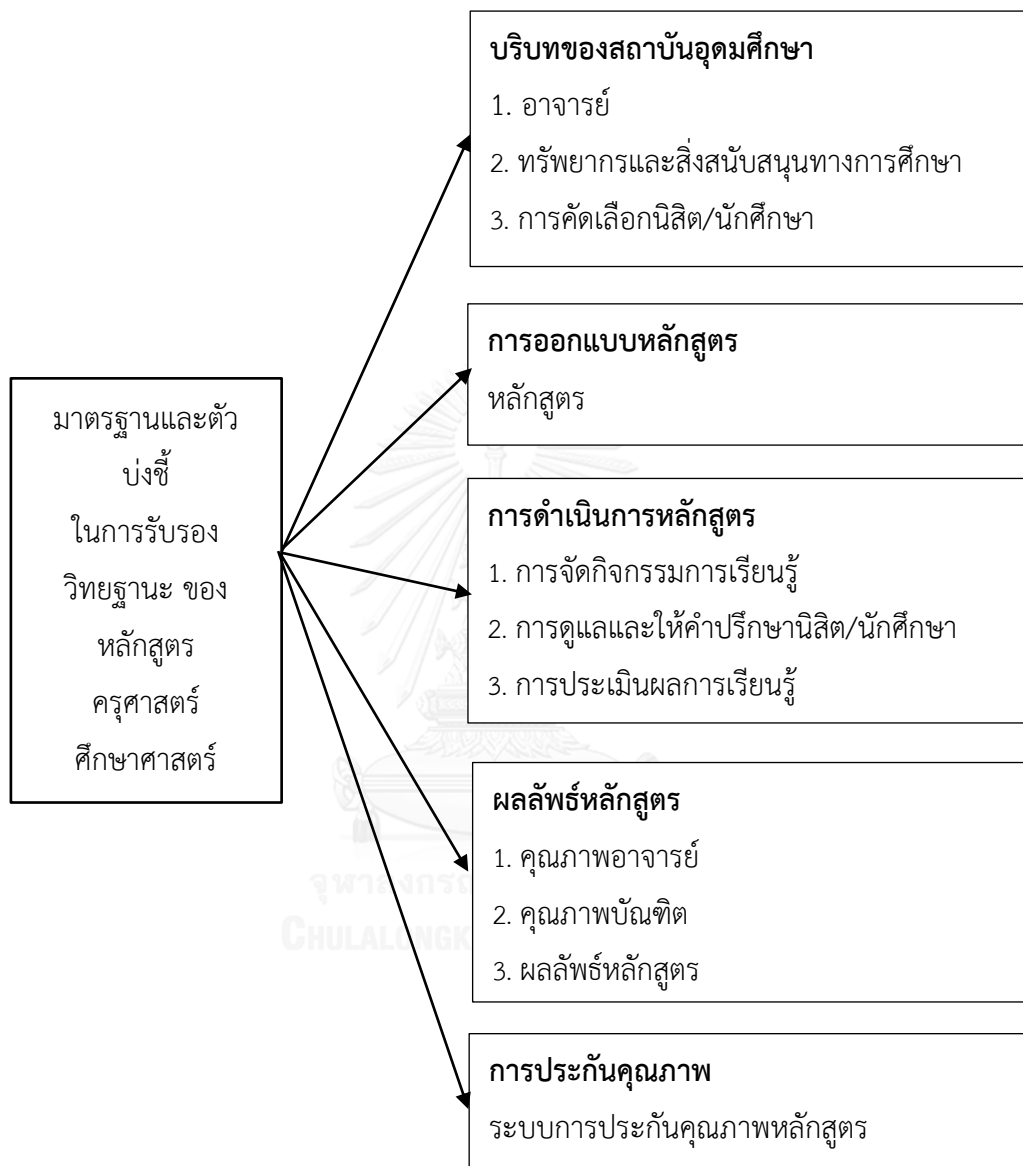 บริบทของสถาบันอุดมศึกษา
1. อาจารย์
2. ทรัพยากรและสิ่งสนับสนุนทางการศึกษา
3. การคัดเลือกนิสิต/นักศึกษา
การออกแบบหลักสูตร
หลักสูตร
มาตรฐานและตัว
บ่งชี้
ในการรับรอง
วิทยฐานะ ของ
หลักสูตร
ครุศาสตร์
ศึกษาศาสตร์
การดำเนินการหลักสูตร
1. การจัดกิจกรรมการเรียนรู้
2. การดูแลและให้คำปรึกษานิสิต/นักศึกษา
3. การประเมินผลการเรียนรู้
ผลลัพธ์หลักสูตร
1. คุณภาพอาจารย์
2. คุณภาพบัณฑิต
3. ผลลัพธ์หลักสูตร
การประกันคุณภาพ
ระบบการประกันคุณภาพหลักสูตร